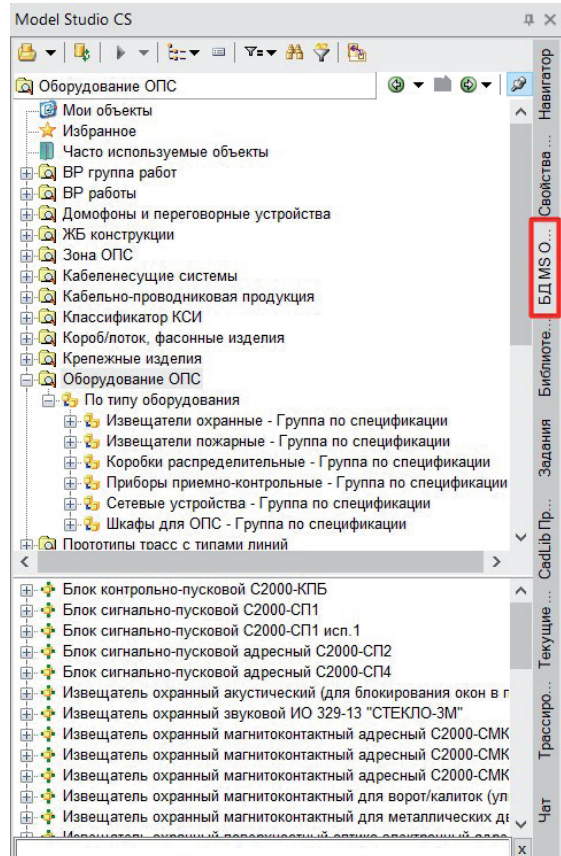 Model Studio CS
Оборудование ОПС
Мои объекты
Избранное
Часто используемые объекты
ВР группа работ
ВР работы
Домофоны и переговорные устройства
ЖБ конструкции
Зона ОПС
Кабеленесущие системы
Кабельно-проводниковая продукция
Классификатор КСИ
Короб/лоток, фасонные изделия
Крепежные изделия
Оборудование ОПС
По типу оборудования
Извещатели охранные - Группа по спецификации
Извещатели пожарные - Группа по спецификации
Коробки распределительные - Группа по спецификации
Приборы приемно-контрольные - Группа по спецификации
Сетевые устройства - Группа по спецификации
Шкафы для ОПС - Группа по спецификации
Прототипы трасс с типами линий
Блок контрольно-пусковой С2000-КПБ
Блок сигнально-пусковой С2000-СП1
Блок сигнально-пусковой С2000-СП1 исп.1
Блок сигнально-пусковой адресный С2000-СП2
Блок сигнально-пусковой адресный С2000-СП4
Извещатель охранный акустический (для блокирования окон в п
Извещатель охранный звуковой ИО 329-13 "СТЕКЛО-3М"
Извещатель охранный магнитоконтактный адресный С2000-СМК
Извещатель охранный магнитоконтактный адресный С2000-СМК
Извещатель охранный магнитоконтактный адресный С2000-СМК
Извещатель охранный магнитоконтактный для ворот/калиток (ул
Извещатель охранный магнитоконтактный для металлических де
Извещатель охранный поверхностный оптико-электронный адре
Навигатор
Свойства ...
БД MS O...
Библиоте...
Задания
CadLib Пр...
Текущие ...
Трассиро...
Чат
x